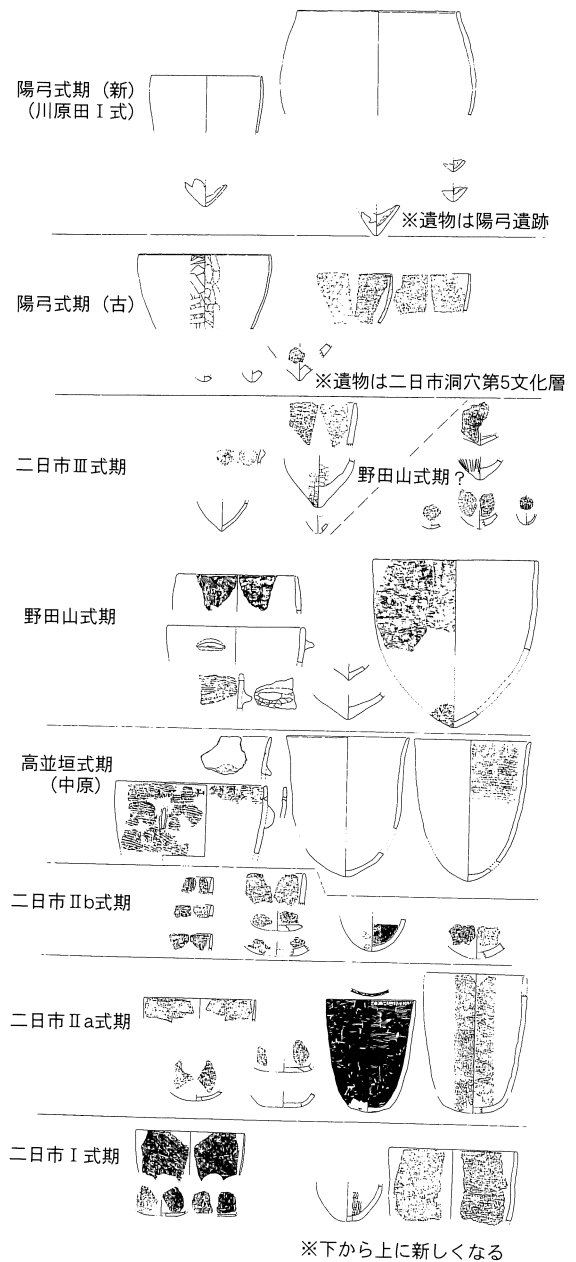 陽弓式期（新）
（川原田Ⅰ式）
※遺物は陽弓遺跡
陽弓式期（古）
※遺物は二日市洞穴第5文化層
二日市Ⅲ式期
野田山式期？
野田山式期
高並垣式期
（中原）
二日市Ⅱb式期
二日市Ⅱa式期
二日市Ⅰ式期
※下から上に新しくなる